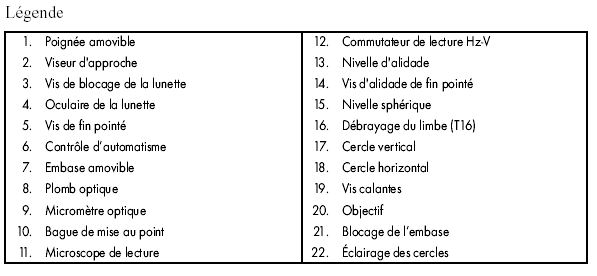 Légende
1. Poignée amovible
2. Viseur d'approche
3. Vis de blocage de la lunette
4. Oculaire de la lunette
5. Vis de fin pointé
6. Contrôle d'automatisme
7. Embase amovible
8. Plomb optique
9. Micromètre optique
10. Bague de mise au point
11. Microscope de lecture
12. Commutateur de lecture Hz-V
13. Nivelle d'alidade
14. Vis d'alidade de fin pointé
15. Nivelle sphérique
16. Débrayage du limbe (T16)
17. Cercle vertical
18. Cercle horizontal
19. Vis calantes
20. Objectif
21. Blocage de l'embase
22. Éclairage des cercles